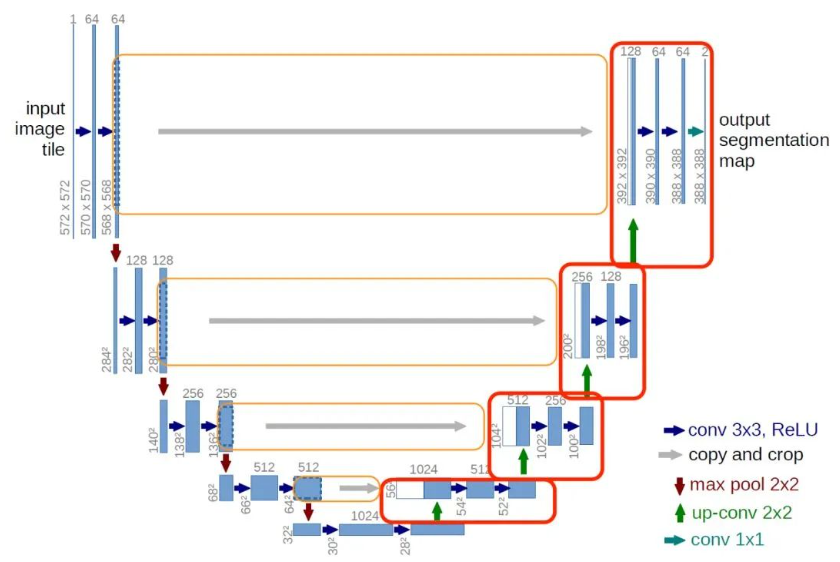 1 64 64
input
image
tile
572 x 572
570 x 570
568 x 568
128 64 64 2
392 x 392
390 x 390
388 x 388
388 x 388
output
segmentation
map
128 128
284²
282²
280²
256 128
200²
198²
196²
256 256
140²
138²
136²
512 256
104²
102²
100²
512 512
68²
66²
64²
1024 512
56²
54²
52²
1024
32²
30²
28²
conv 3x3, ReLU
copy and crop
max pool 2x2
up-conv 2x2
conv 1x1